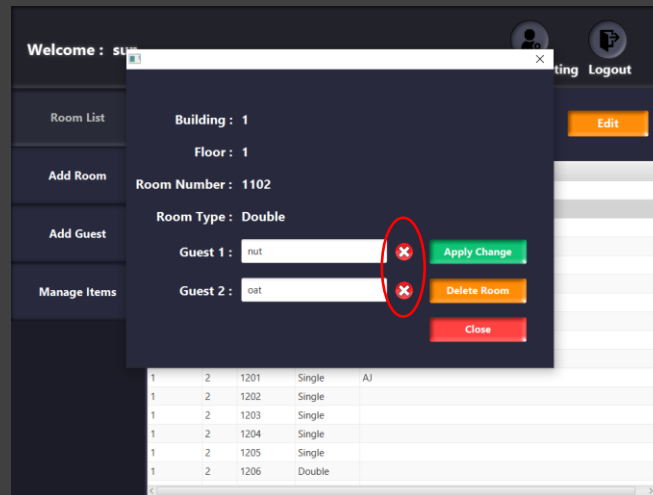 Welcome : sur
ting Logout
Room List
Add Room
Add Guest
Manage Items
Edit
Building : 1
Floor : 1
Room Number : 1102
Room Type : Double
Guest 1 : nut
Apply Change
Guest 2 : oat
Delete Room
Close
1 2 1201 Single AJ
1 2 1202 Single
1 2 1203 Single
1 2 1204 Single
1 2 1205 Single
1 2 1206 Double